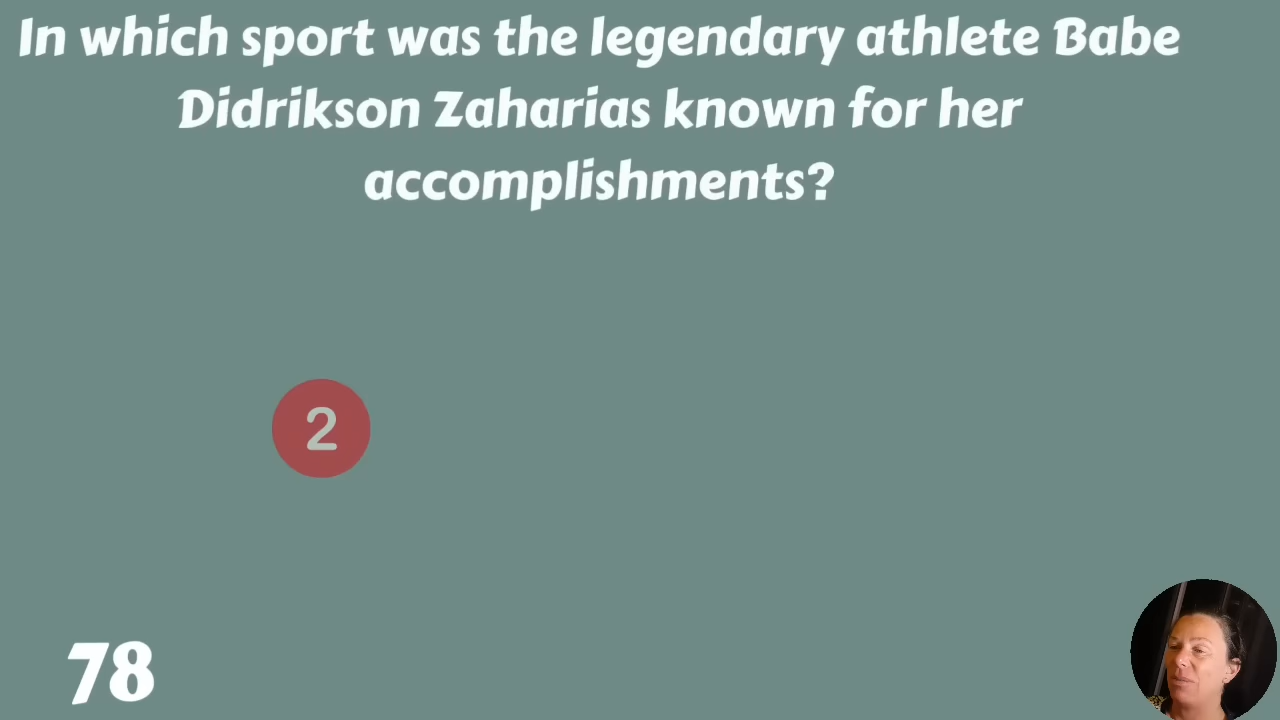 In which sport was the legendary athlete Babe
Didrikson Zaharias known for her
accomplishments?
2
78